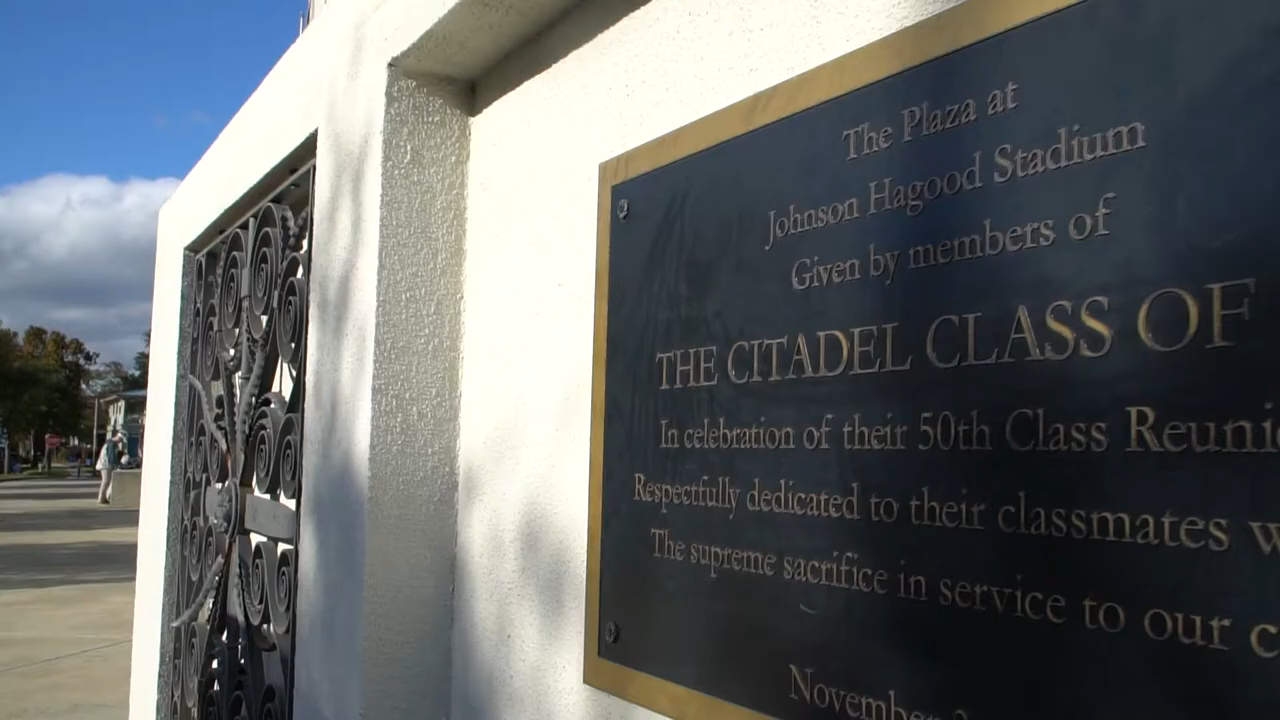 The Plaza at
Johnson Hagood Stadium
Given by members of
THE CITADEL CLASS OF
In celebration of their 50th Class Reuni
Respectfully dedicated to their classmates w
The supreme sacrifice in service to our c
November